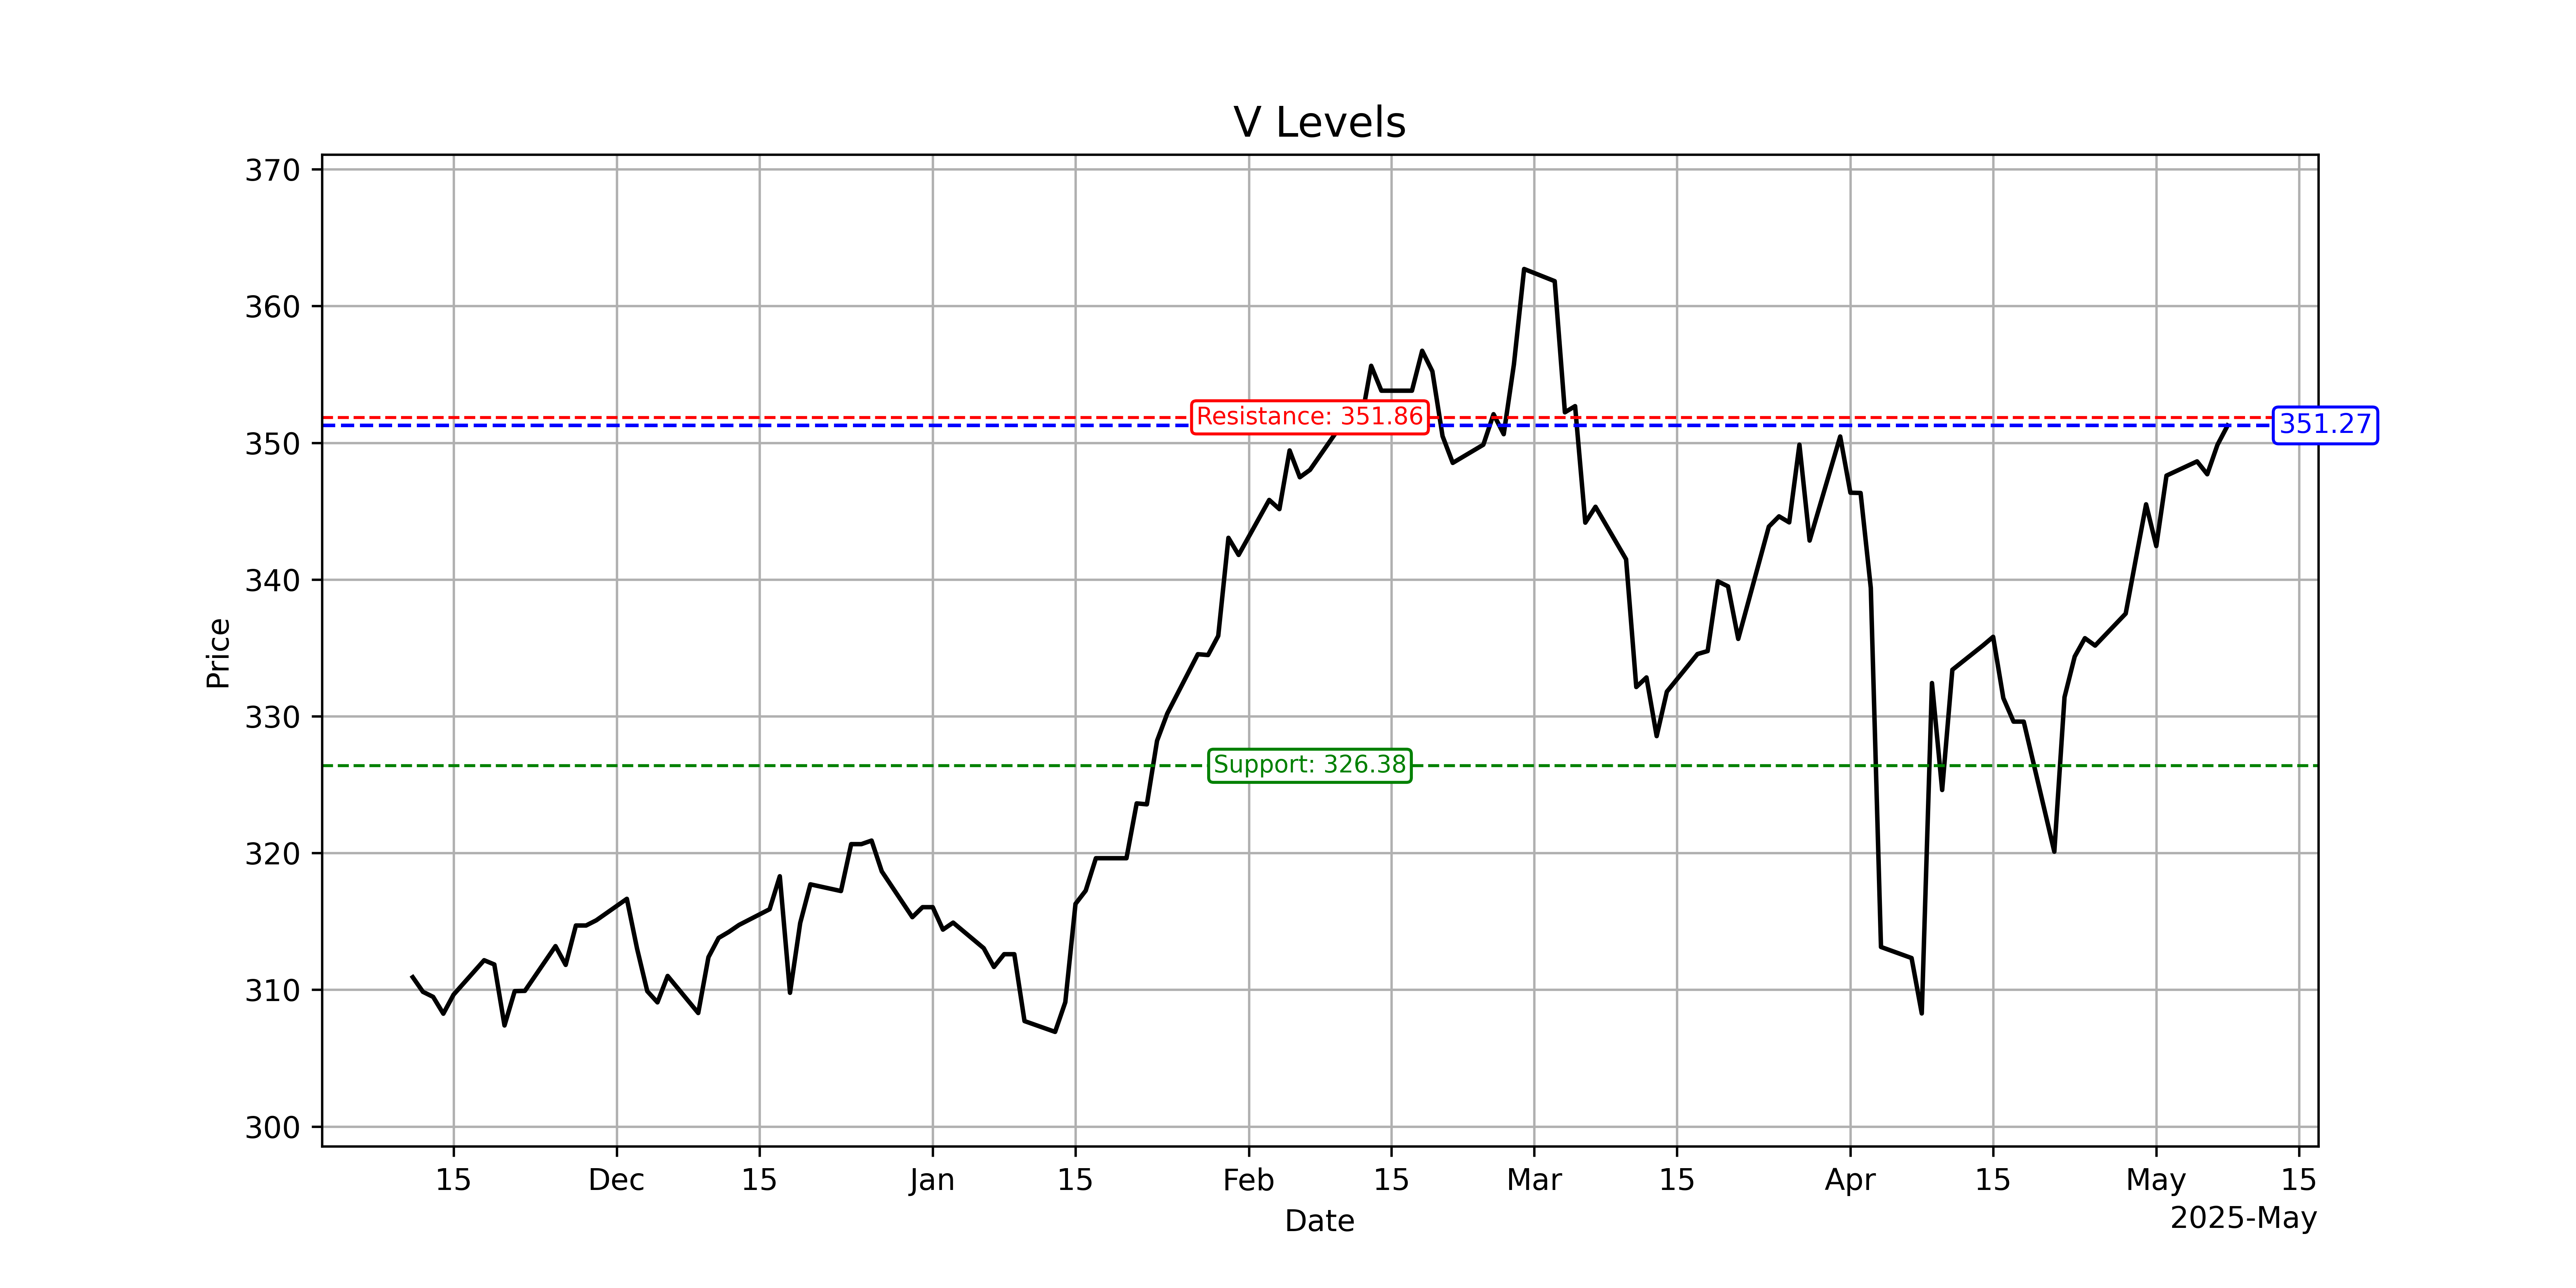 V Levels
370
360
350
340
330
320
310
300
Price
Resistance: 351.86
351.27
Support: 326.38
15 Dec 15 Jan 15 Feb 15 Mar 15 Apr 15 May 15
Date
2025-May